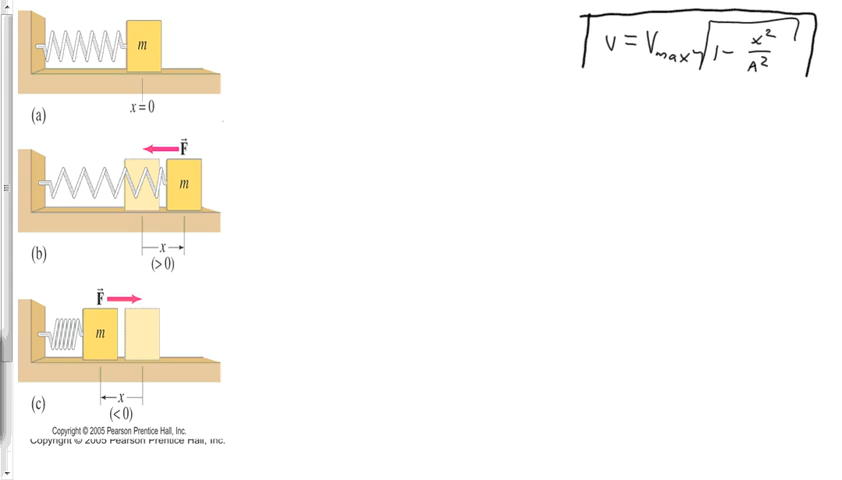 m
x = 0
(a)
F
m
x
(> 0)
(b)
F
m
x
(< 0)
(c)
Copyright © 2005 Pearson Prentice Hall, Inc.
Copyright © 2005 Pearson Prentice Hall, Inc.
v = Vmax √1 - x²/A²